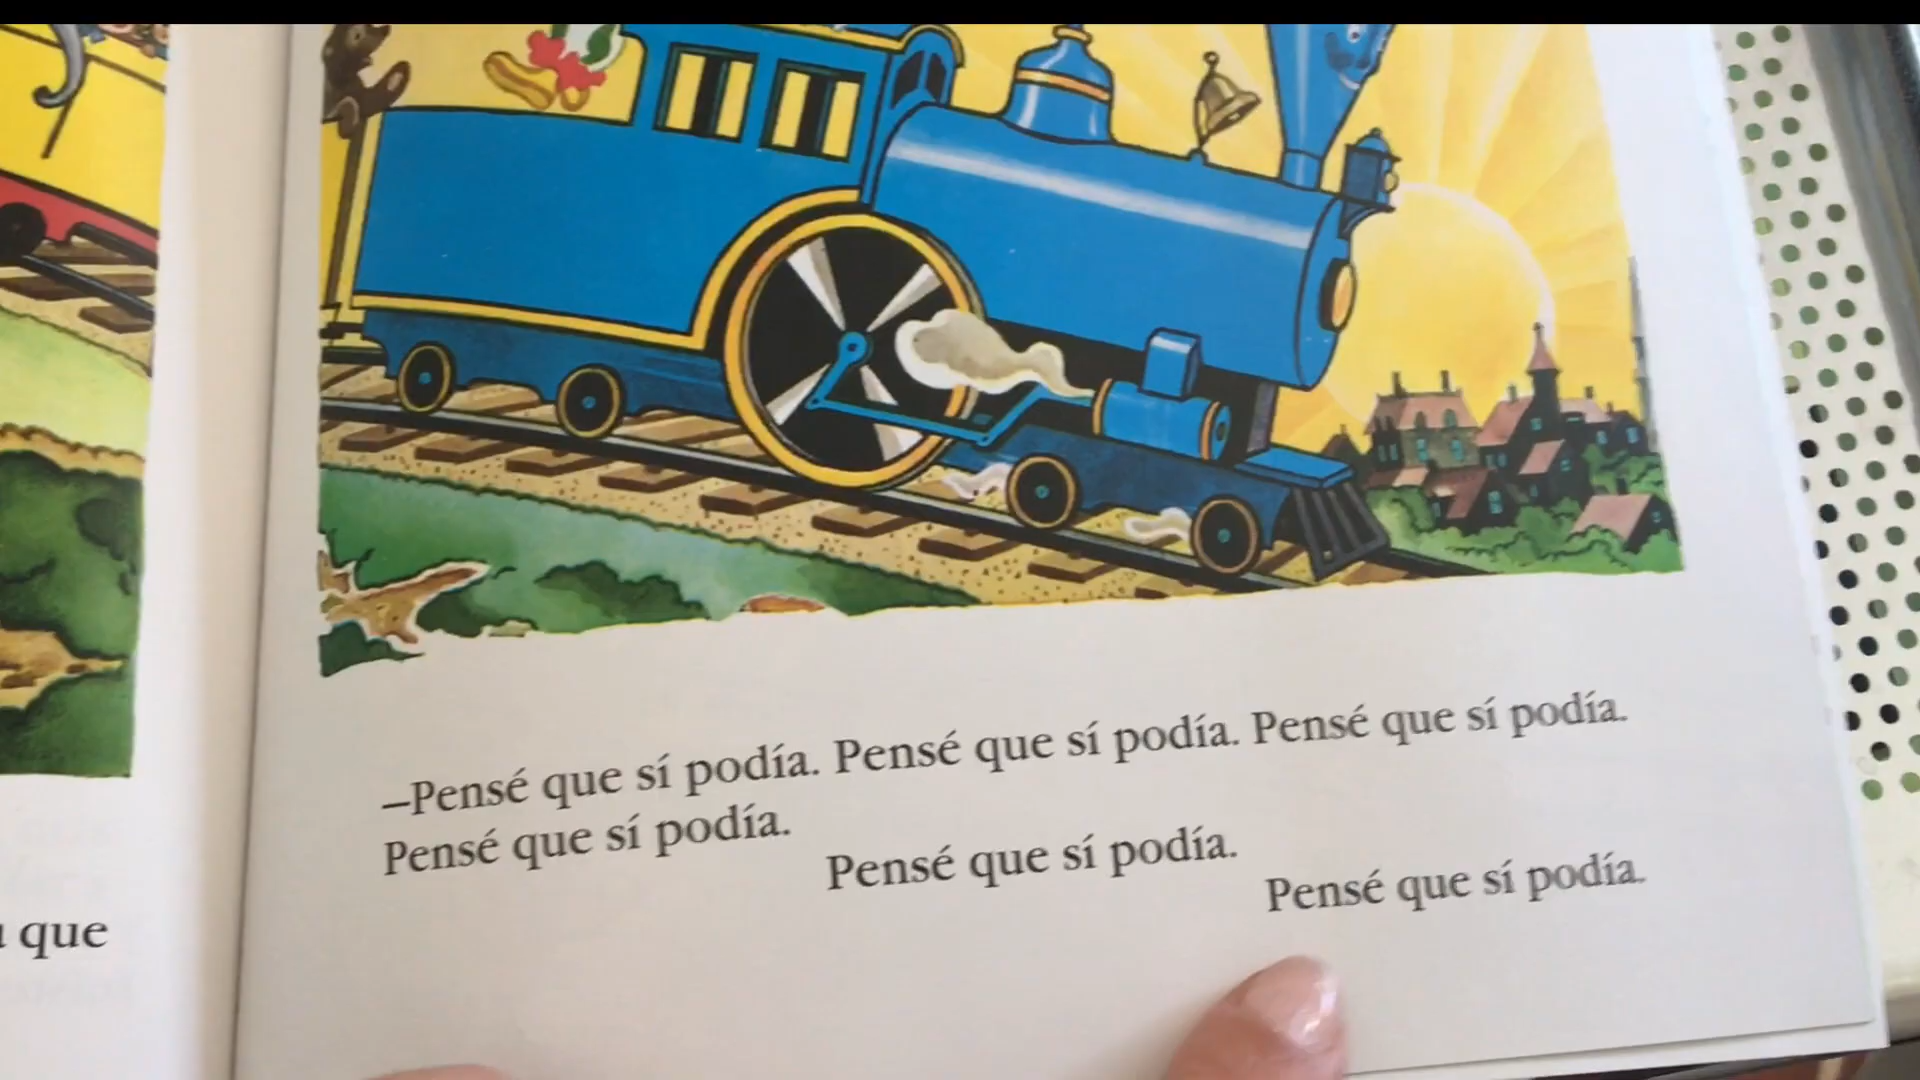 que
–Pensé que sí podía. Pensé que sí podía. Pensé que sí podía.
Pensé que sí podía.
Pensé que sí podía.
Pensé que sí podía.